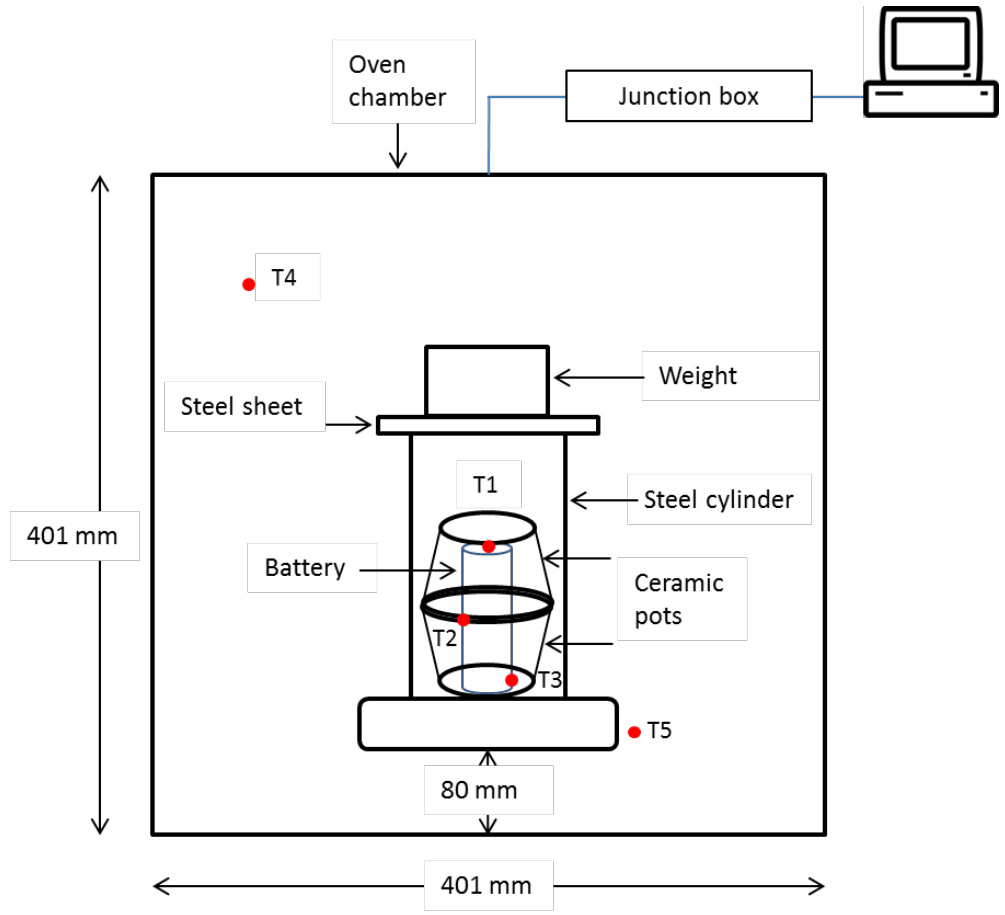 Oven
chamber
Junction box
T4
Weight
Steel sheet
T1
Steel cylinder
401 mm
Battery
Ceramic
pots
T2
T3
T5
80 mm
401 mm